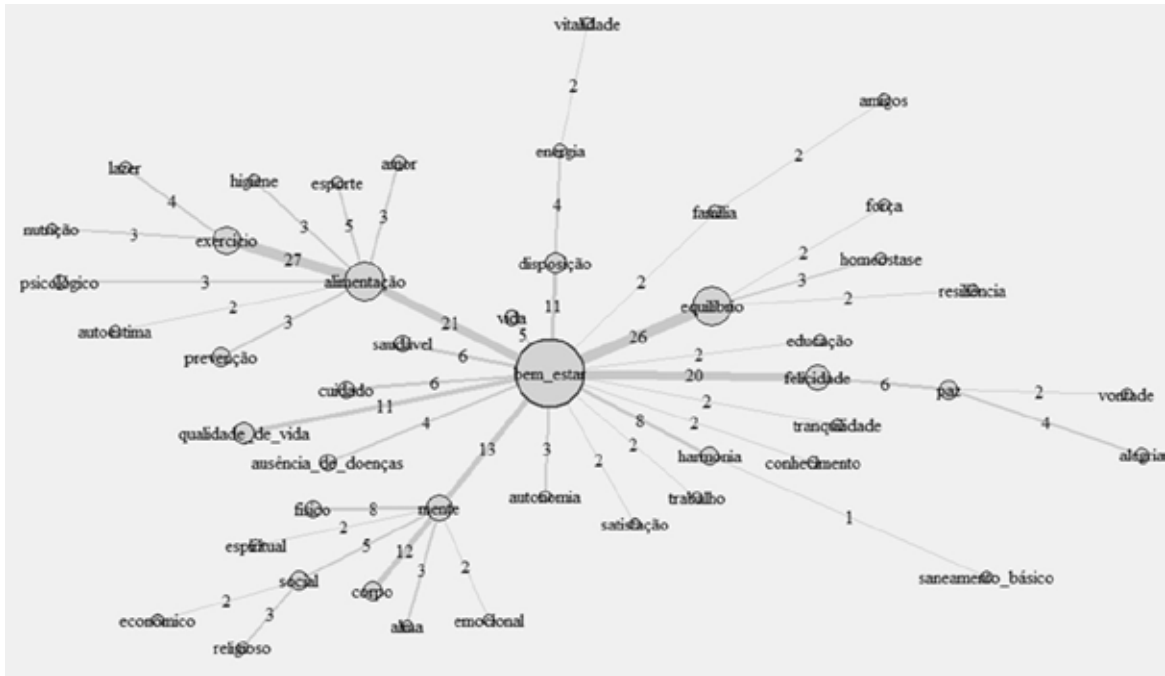 vitalidade
2
amigos
energia
2
lazer
higiene
esporte
amor
4
4
força
família
nutrição
3
3
5
3
exercício
27
2
homeostase
disposição
psicológico
3
alimentação
3
resiliência
2
2
11
equilíbrio
autoestima
2
3
21
vida
5
26
prevenção
saudável
6
2
educação
bem_estar
20
felicidade
6
paz
2
vontade
cuidado
6
11
2
tranquilidade
4
qualidade_de_vida
4
8
2
alegria
ausência_de_doenças
13
3
2
2
harmonia
conhecimento
autonomia
trabalho
físico
8
mente
satisfação
1
espiritual
2
5
12
3
2
social
corpo
saneamento_básico
2
3
econômico
alma
emocional
religioso